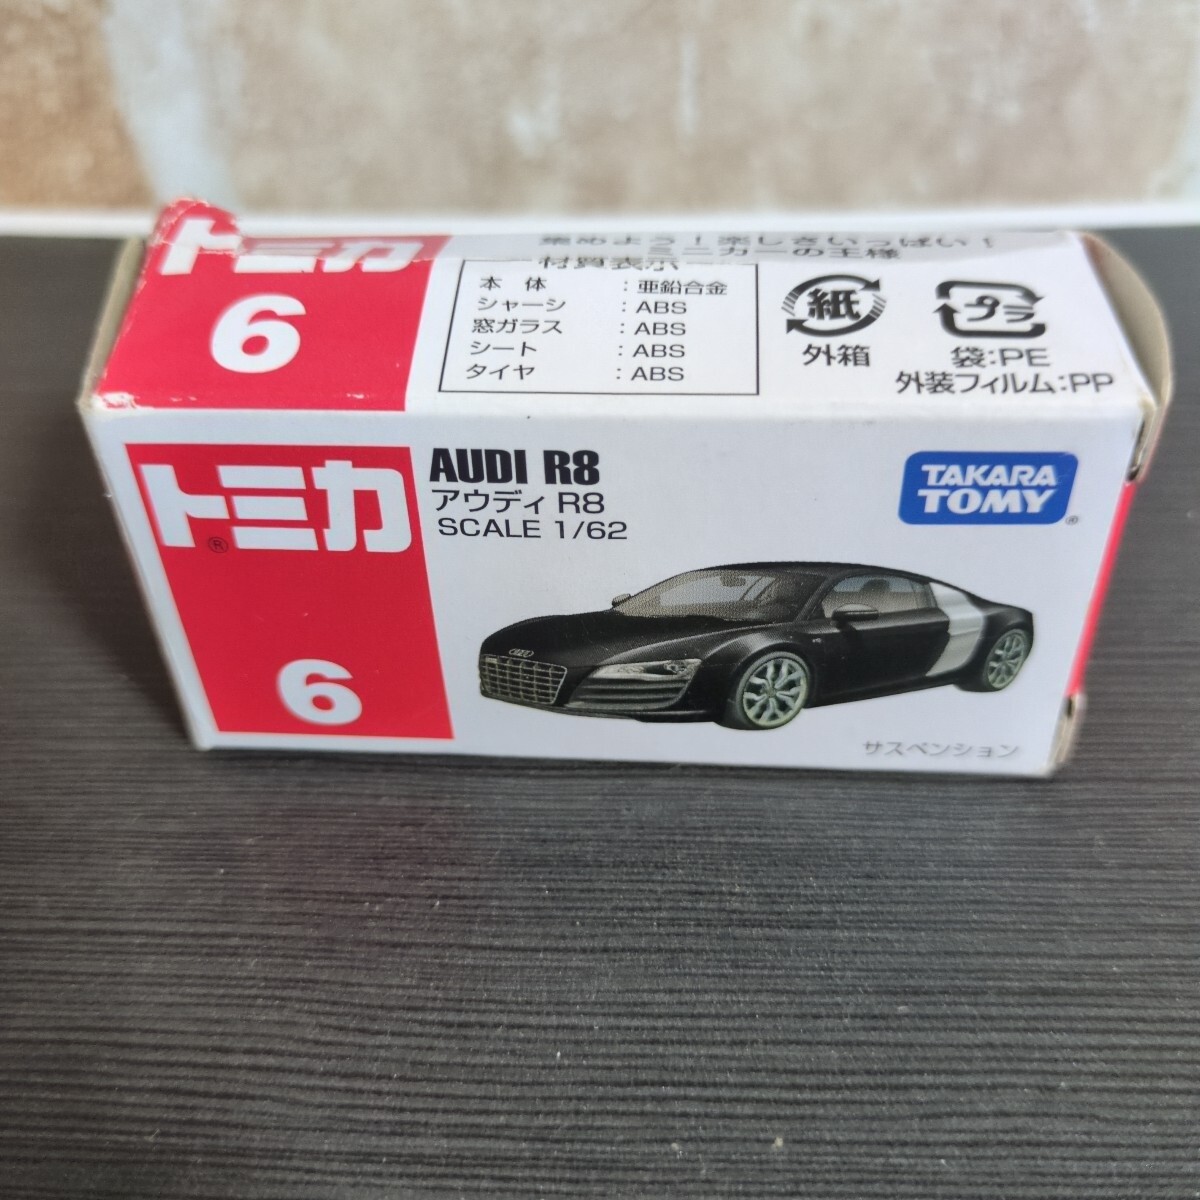 トミカ
6
集めよう!楽しさいっぱい!
ミニカーの王様
材質表示
本体 : 亜鉛合金
シャーシ : ABS
窓ガラス : ABS
シート : ABS
タイヤ : ABS
紙
外箱
プラ
袋:PE
外装フィルム:PP
トミカ®
6
AUDI R8
アウディ R8
SCALE 1/62
TAKARA
TOMY®
サスペンション